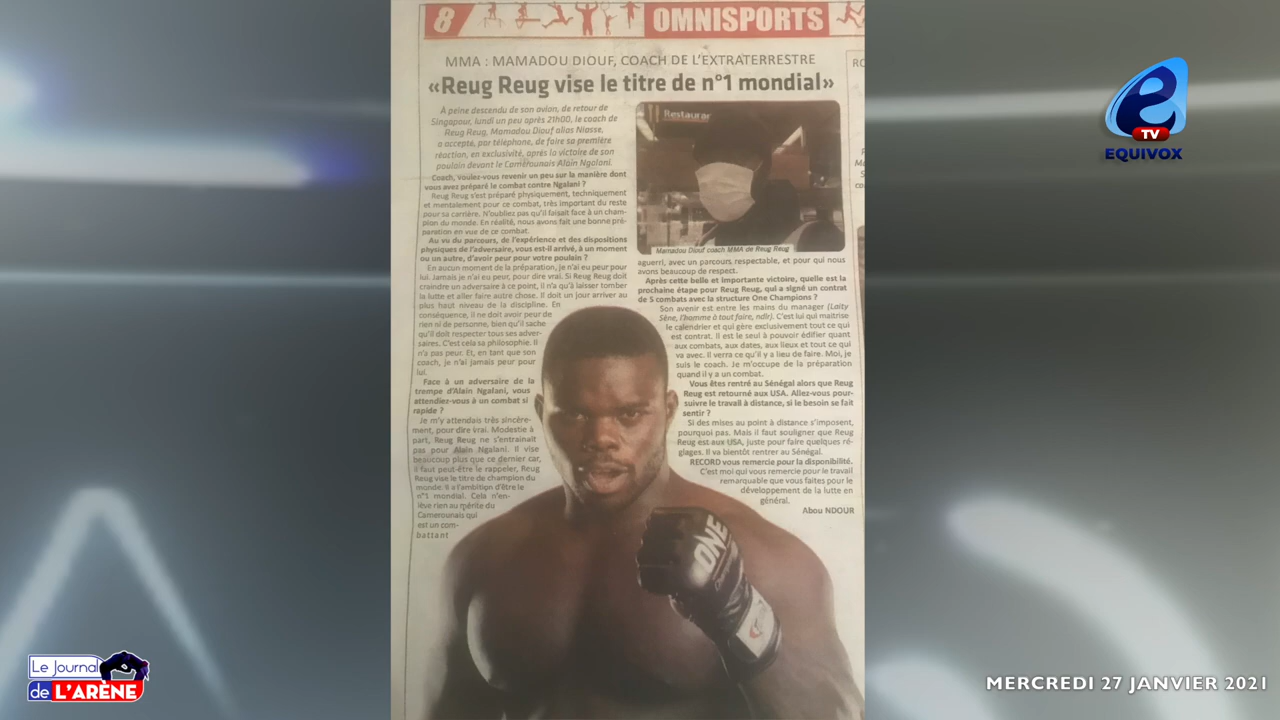 8
OMNISPORTS
MMA : MAMADOU DIOUF, COACH DE L'EXTRATERRESTRE
«Reug Reug vise le titre de n°1 mondial»
À peine descendu de son avion, de retour de
Singapour, lundi un peu après 21h00, le coach de
Reug Reug, Mamadou Diouf alias Niasse,
a accepté, par téléphone, de faire sa première
réaction, en exclusivité, après la victoire de son
poulain devant le Camerounais Alain Ngalani.
Coach, voulez-vous revenir un peu sur la manière dont
vous avez préparé le combat contre Ngalani ?
Reug Reug s'est préparé physiquement, techniquement
et mentalement pour ce combat, très important du reste
pour sa carrière. N'oubliez pas qu'il faisait face à un cham-
pion du monde. En réalité, nous avons fait une bonne pré-
paration en vue de ce combat.
Au vu du parcours, de l'expérience et des dispositions
physiques de l'adversaire, vous est-il arrivé, à un moment
ou un autre, d'avoir peur pour votre poulain ?
En aucun moment de la préparation, je n'ai eu peur pour
lui. Jamais je n'ai eu peur, pour dire vrai. Si Reug Reug doit
craindre un adversaire à ce point, il n'a qu'à laisser tomber
la lutte et aller faire autre chose. Il doit un jour arriver au
plus haut niveau de la discipline. En
conséquence, il ne doit avoir peur de
rien ni de personne, bien qu'il sache
qu'il doit respecter tous ses adver-
saires. C'est cela sa philosophie. Il
n'a pas peur. Et, en tant que son
coach, je n'ai jamais peur pour
lui.
Face à un adversaire de la
trempe d'Alain Ngalani, vous
attendiez-vous à un combat si
rapide ?
Je m'y attendais très sincère-
ment, pour dire vrai. Modestie à
part, Reug Reug ne s'entrainait
pas pour Alain Ngalani. Il vise
beaucoup plus que ce dernier car,
il faut peut-être le rappeler, Reug
Reug vise le titre de champion du
monde. Il a l'ambition d'être le
n°1 mondial. Cela n'en-
lève rien au mérite du
Camerounais qui
est un com-
battant
Restaurar
Mamadou Diouf coach MMA de Reug Reug
aguerri, avec un parcours respectable, et pour qui nous
avons beaucoup de respect.
Après cette belle et importante victoire, quelle est la
prochaine étape pour Reug Reug, qui a signé un contrat
de 5 combats avec la structure One Champions ?
Son avenir est entre les mains du manager (Laity
Sène, l'homme à tout faire, ndlr). C'est lui qui maitrise
le calendrier et qui gère exclusivement tout ce qui
est contrat. Il est le seul à pouvoir édifier quant
aux combats, aux dates, aux lieux et tout ce qui
va avec. Il verra ce qu'il y a lieu de faire. Moi, je
suis le coach. Je m'occupe de la préparation
quand il y a un combat.
Vous êtes rentré au Sénégal alors que Reug
Reug est retourné aux USA. Allez-vous pour-
suivre le travail à distance, si le besoin se fait
sentir ?
Si des mises au point à distance s'imposent,
pourquoi pas. Mais il faut souligner que Reug
Reug est aux USA, juste pour faire quelques ré-
glages. Il va bientôt rentrer au Sénégal.
RECORD vous remercie pour la disponibilité.
C'est moi qui vous remercie pour le travail
remarquable que vous faites pour le
développement de la lutte en
général.
Abou NDOUR
ONE
e
TV
EQUIVOX
Le Journal
de L'ARÈNE
MERCREDI 27 JANVIER 2021